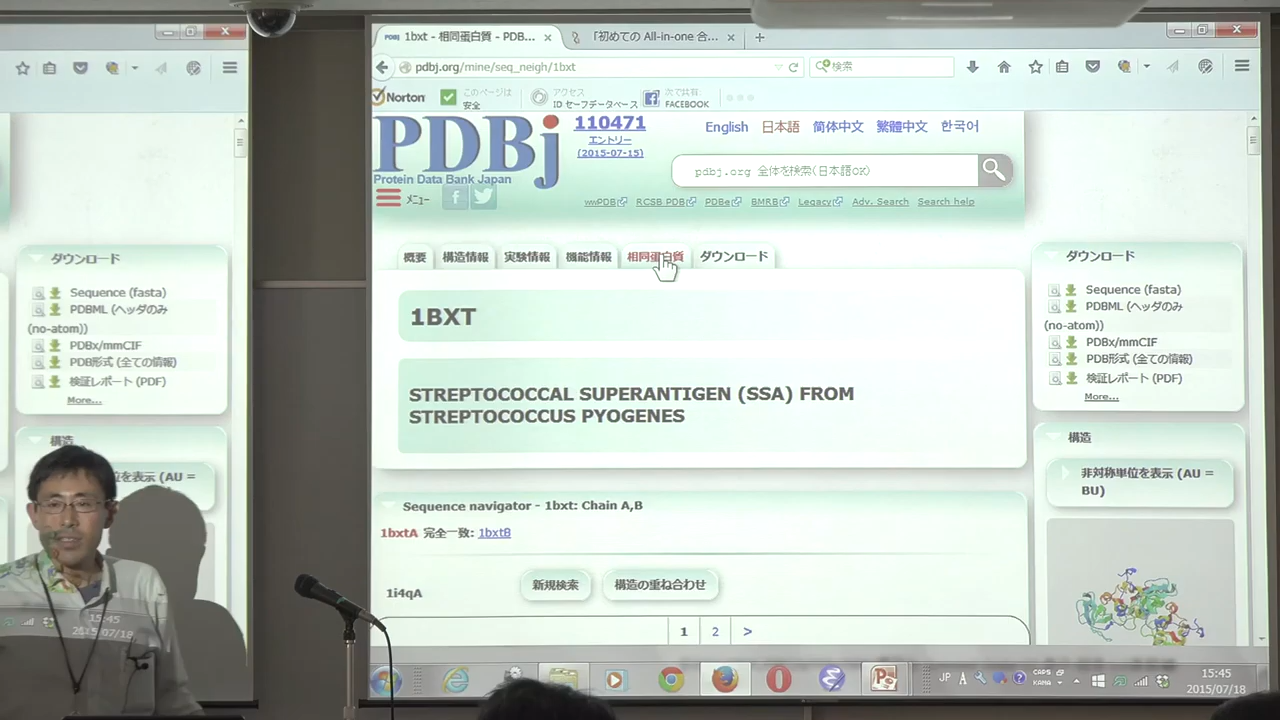 1bxt - 相同蛋白質 - PDB...
「初めての All-in-one 合...
pdbj.org/mine/seq_neigh/1bxt
検索
Norton
このページは
安全
アクセス
ID セーフデータベース
次で共有:
FACEBOOK
PDBj
Protein Data Bank Japan
メニュー
110471
エントリー
(2015-07-15)
English 日本語 简体中文 繁體中文 한국어
pdbj.org 全体を検索(日本語OK)
wwPDB RCSB PDB PDBe BMRB Legacy Adv. Search Search help
概要 構造情報 実験情報 機能情報 相同蛋白質 ダウンロード
1BXT
STREPTOCOCCAL SUPERANTIGEN (SSA) FROM
STREPTOCOCCUS PYOGENES
Sequence navigator - 1bxt: Chain A,B
1bxtA 完全一致: 1bxtB
1i4qA
新規検索
構造の重ね合わせ
1 2 >
ダウンロード
Sequence (fasta)
PDBML (ヘッダのみ
(no-atom))
PDBx/mmCIF
PDB形式 (全ての情報)
検証レポート (PDF)
More...
構造
非対称単位を表示 (AU =
BU)
JP A
CAPS
KANA
15:45
2015/07/18
ダウンロード
Sequence (fasta)
PDBML (ヘッダのみ
(no-atom))
PDBx/mmCIF
PDB形式 (全ての情報)
検証レポート (PDF)
More...
構造
位を表示 (AU =
15:45
2015/07/18